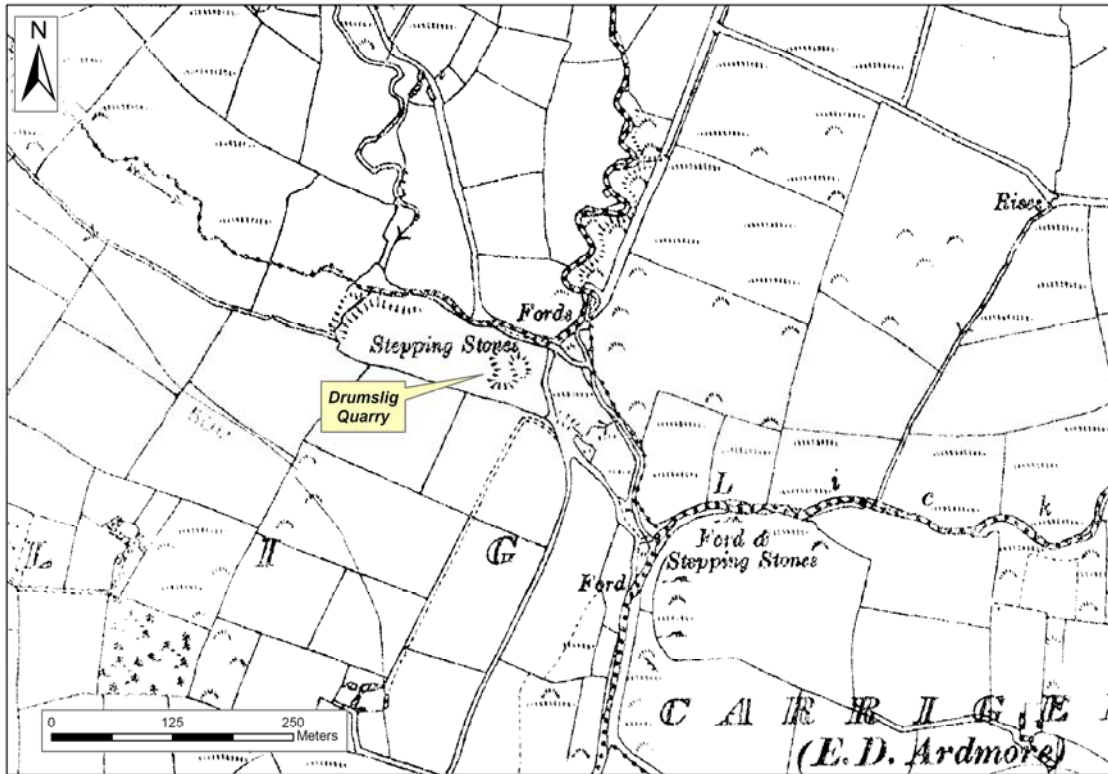 N
Rises
Fords
Stepping Stones
Drumslig
Quarry
L i c k
Ford &
Stepping Stones
Ford
L I G
0 125 250
Meters
C A R R I G E
(E.D. Ardmore)